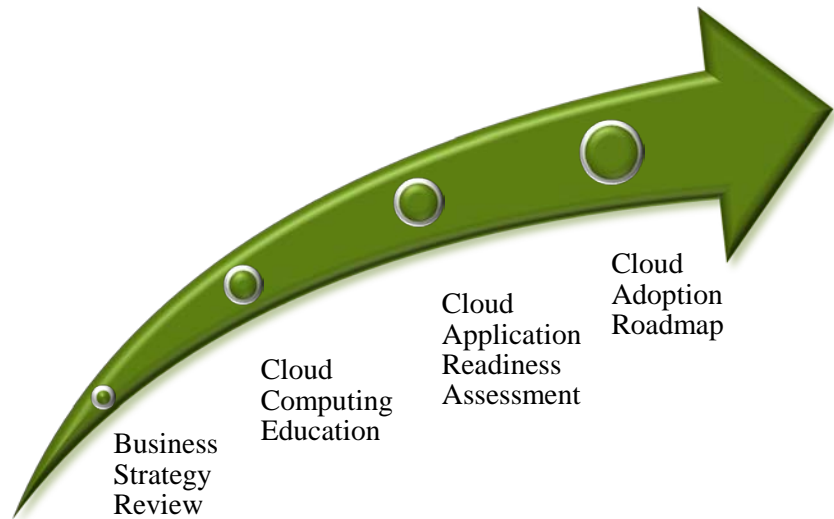 Business
Strategy
Review
Cloud
Computing
Education
Cloud
Application
Readiness
Assessment
Cloud
Adoption
Roadmap